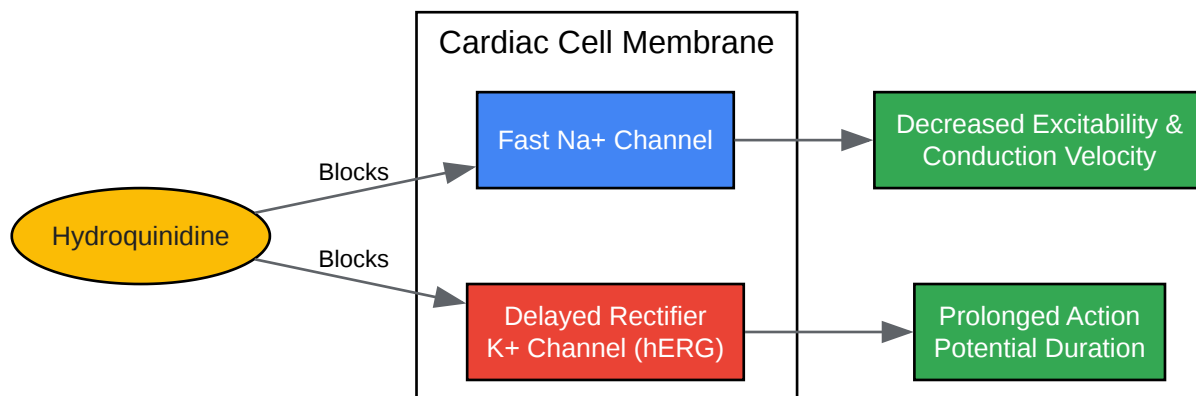 Cardiac Cell Membrane
Fast Na+ Channel
Decreased Excitability &
Conduction Velocity
Blocks
Hydroquinidine
Blocks
Delayed Rectifier
K+ Channel (hERG)
Prolonged Action
Potential Duration